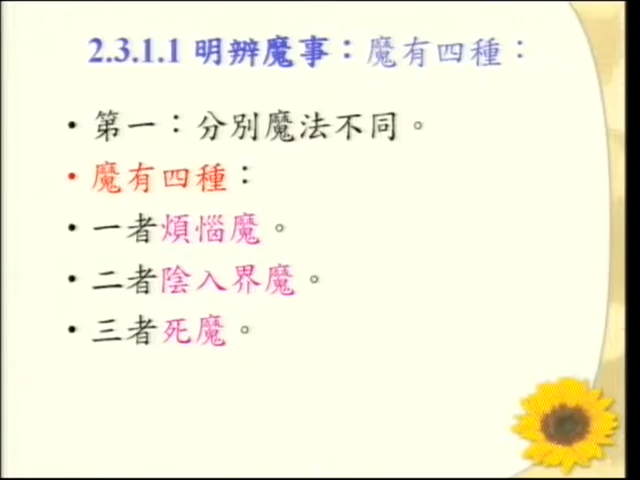 2.3.1.1 明辨魔事：魔有四種：
• 第一：分別魔法不同。
• 魔有四種：
• 一者煩惱魔。
• 二者陰入界魔。
• 三者死魔。